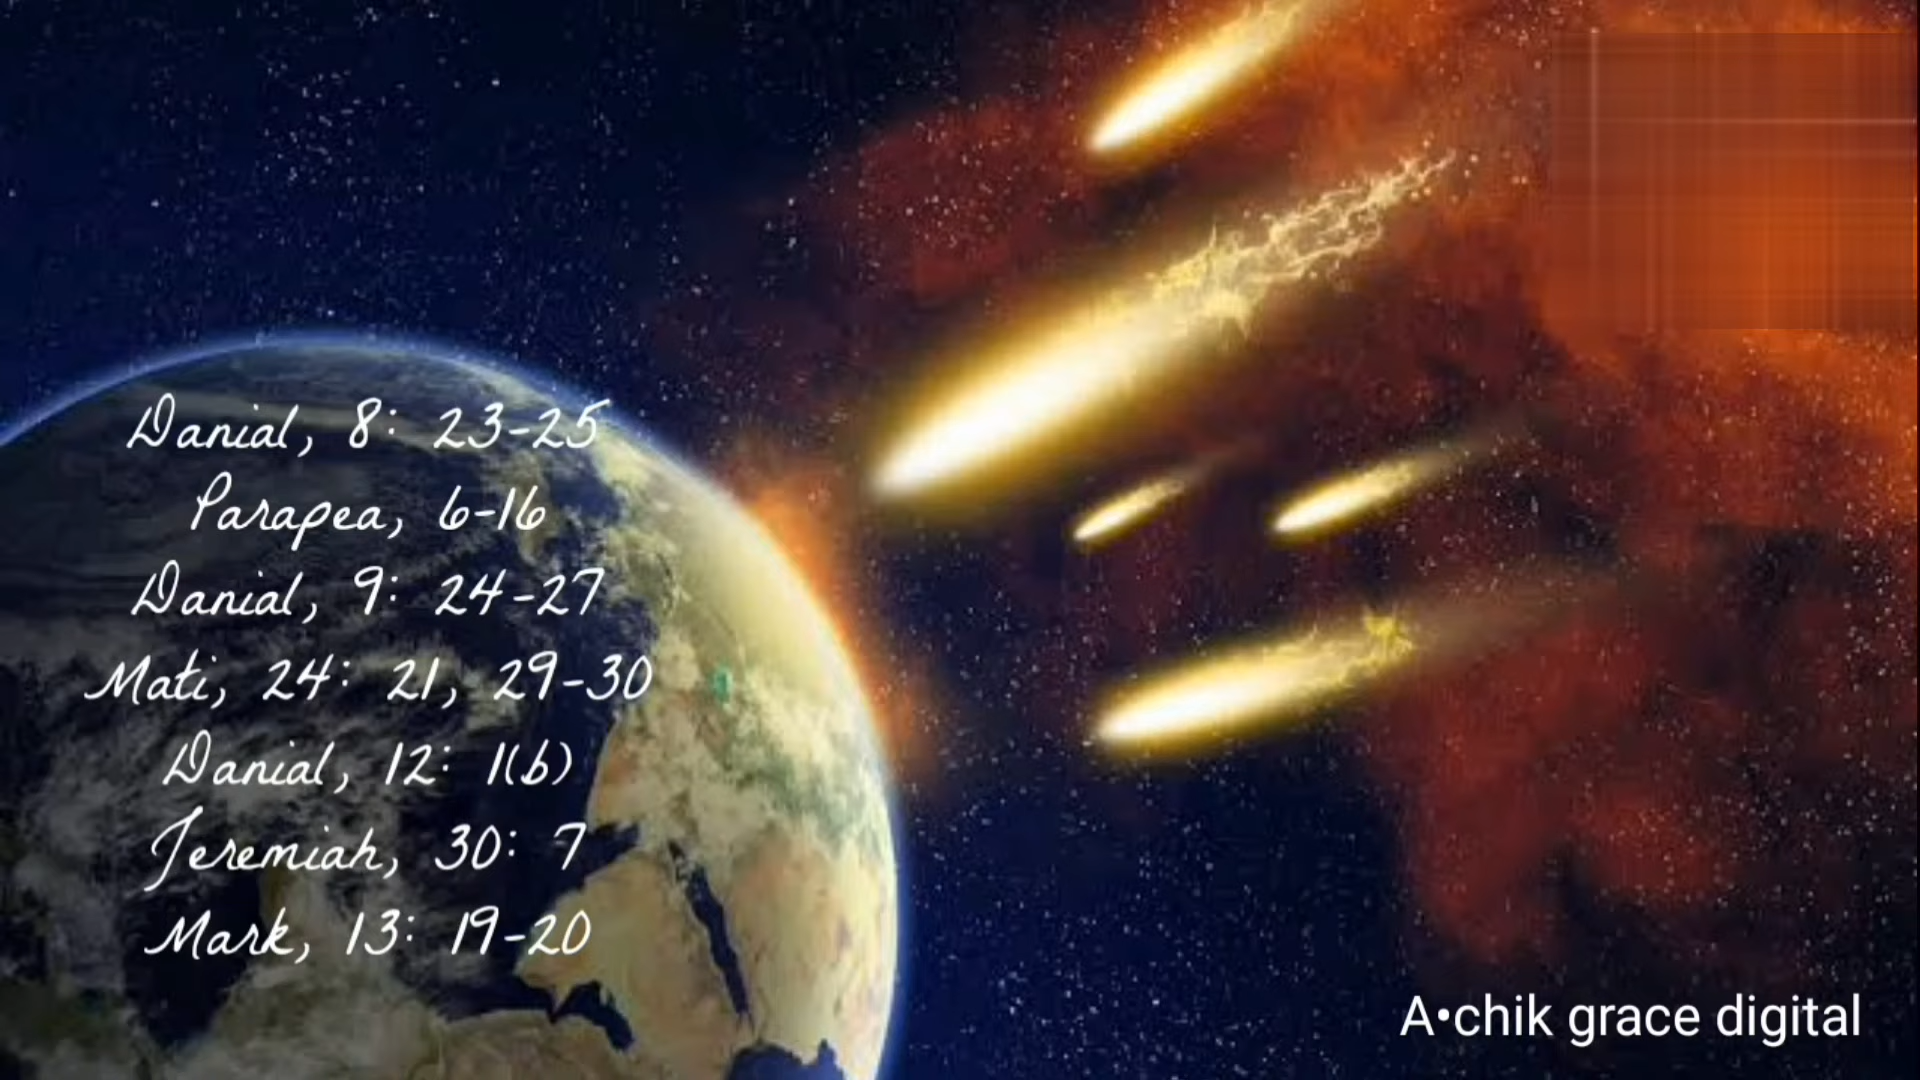 Danial, 8: 23-25
Parapea, 6-16
Danial, 9: 24-27
Mati, 24: 21, 29-30
Danial, 12: 1(b)
Jeremiah, 30: 7
Mark, 13: 19-20
A•chik grace digital